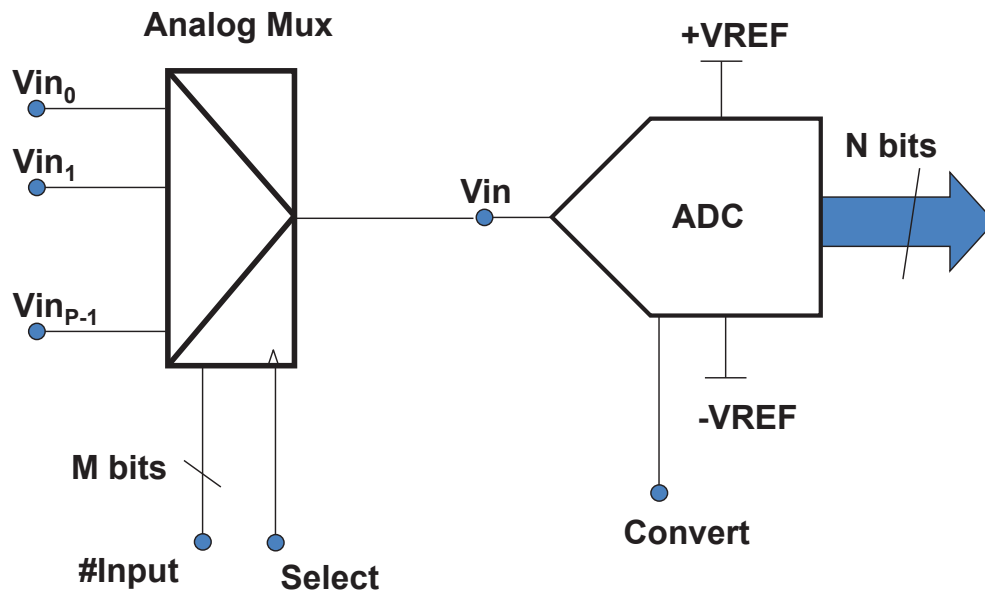 Analog Mux
+VREF
Vin0
Vin1
VinP-1
Vin
ADC
N bits
-VREF
M bits
#Input
Select
Convert